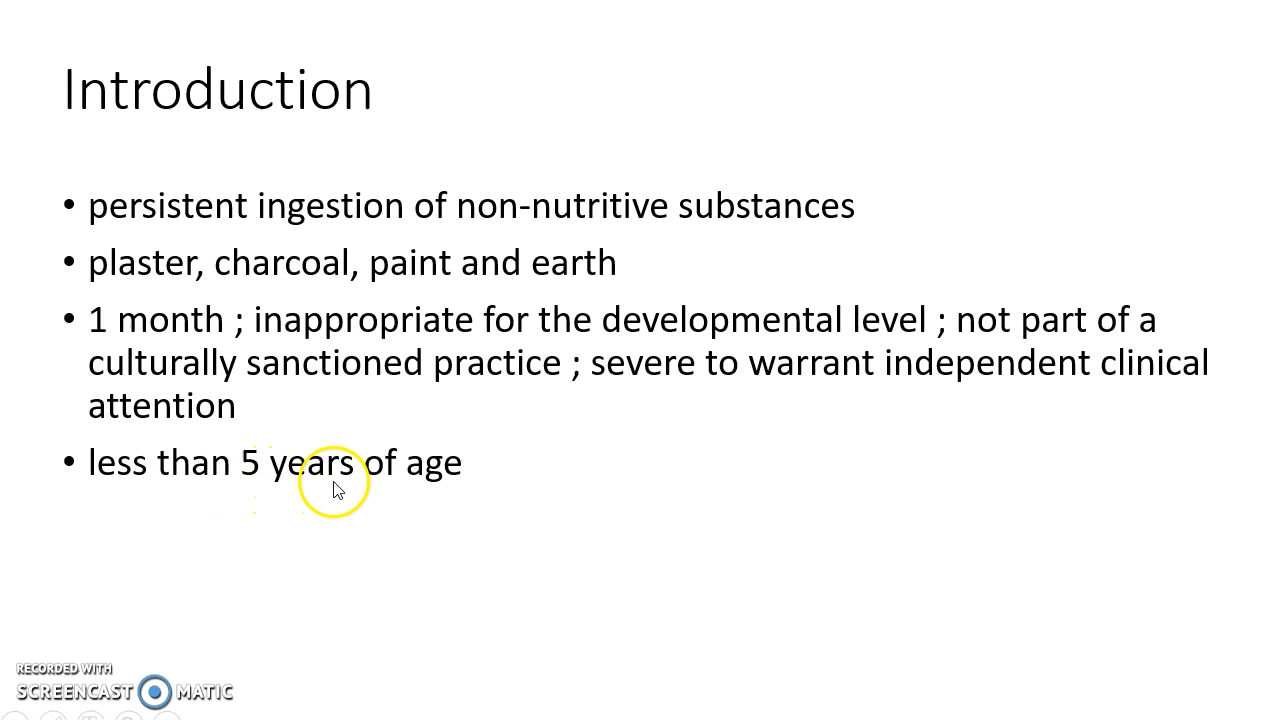 Introduction
• persistent ingestion of non-nutritive substances
• plaster, charcoal, paint and earth
• 1 month ; inappropriate for the developmental level ; not part of a
culturally sanctioned practice ; severe to warrant independent clinical
attention
• less than 5 years of age
RECORDED WITH
SCREENCAST MATIC